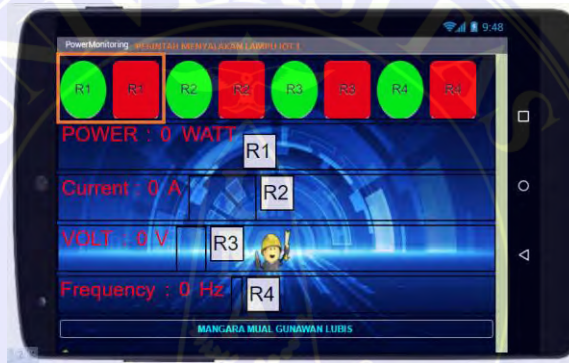 9:48
PowerMonitoring PERINTAH MENYALAKAN LAMPU IOT 1
R1 R1 R2 R2 R3 R3 R4 R4
POWER : 0 WATT
R1
Current : 0 A
R2
VOLT : 0 V
R3
Frequency : 0 Hz
R4
MANGARA MUAL GUNAWAN LUBIS